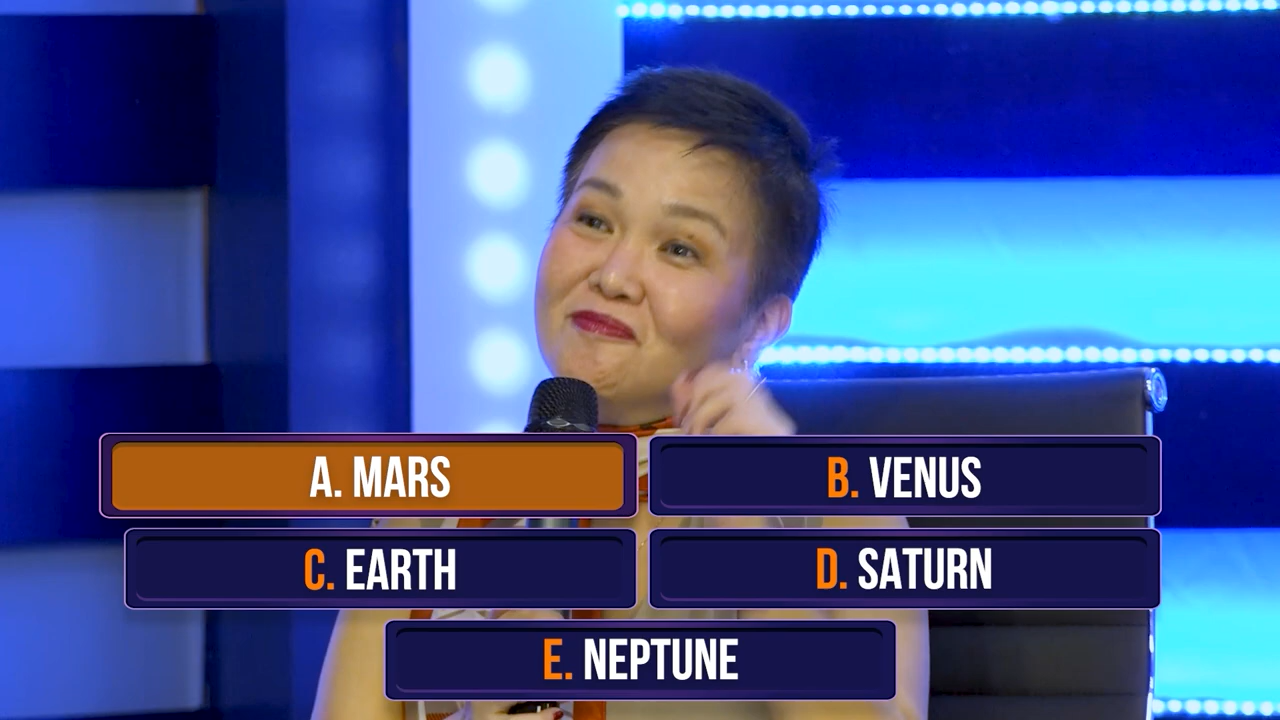 A. MARS
B. VENUS
C. EARTH
D. SATURN
E. NEPTUNE